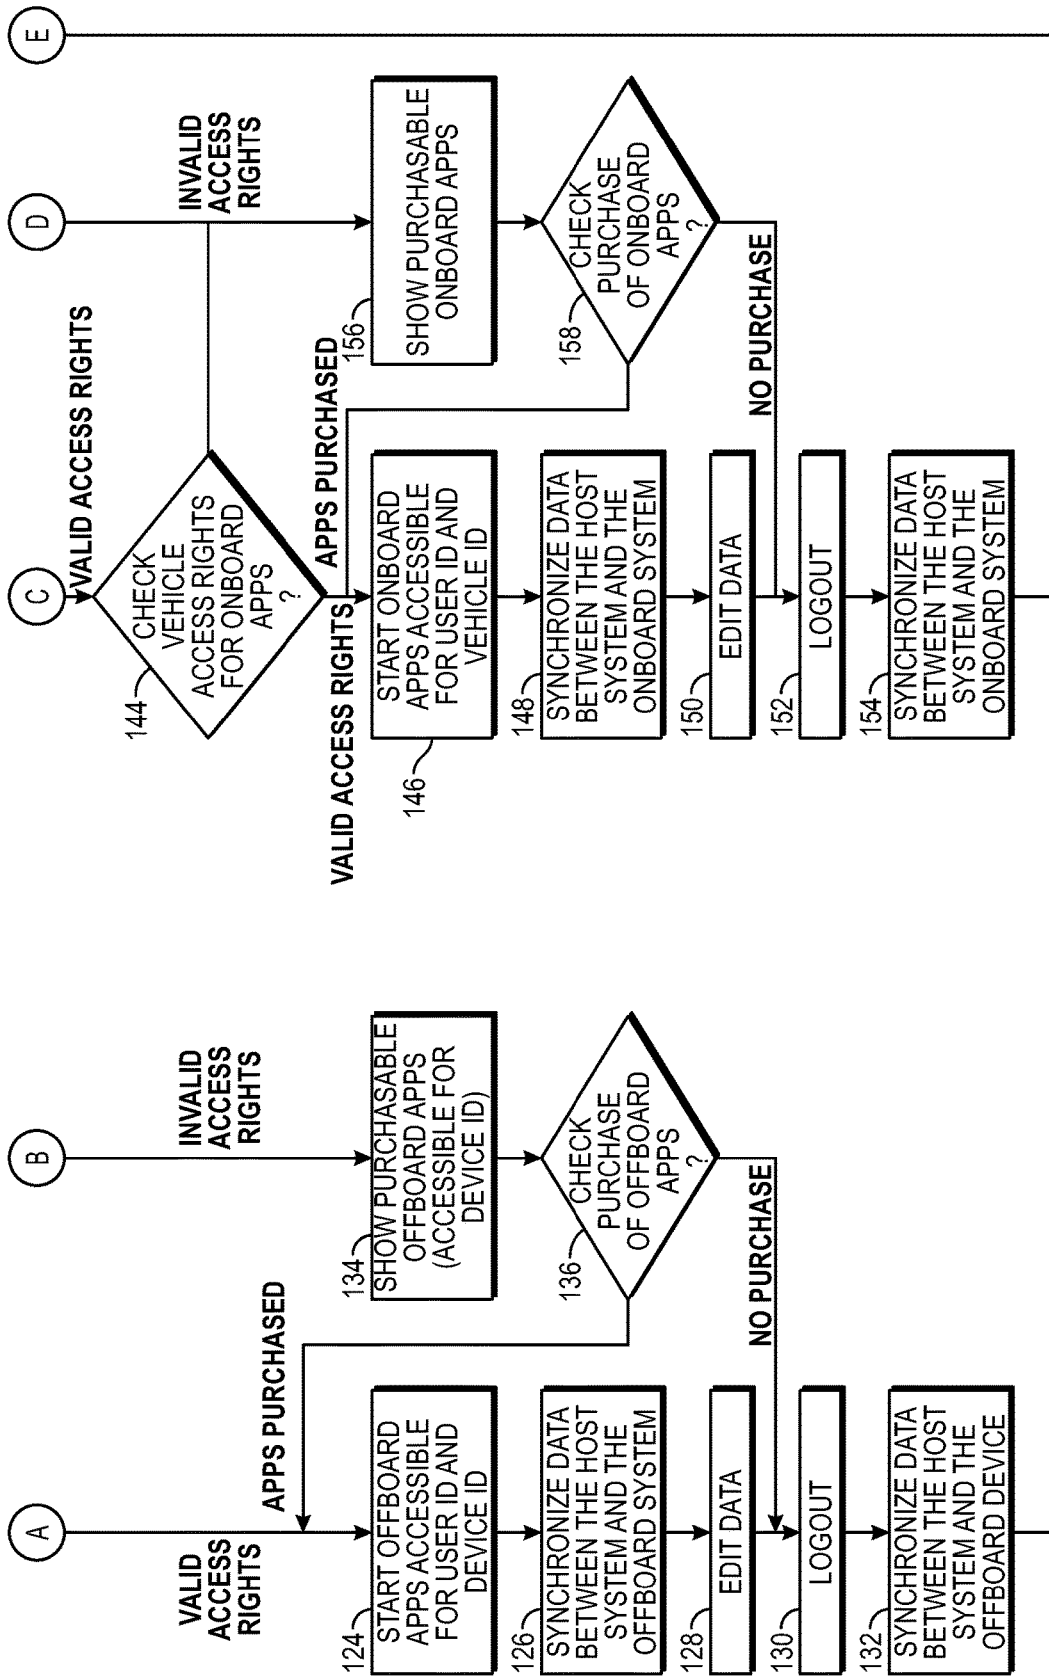 A
VALID
ACCESS
RIGHTS
APPS PURCHASED
124
START OFFBOARD
APPS ACCESSIBLE
FOR USER ID AND
DEVICE ID
126
SYNCHRONIZE DATA
BETWEEN THE HOST
SYSTEM AND THE
OFFBOARD SYSTEM
128
EDIT DATA
130
LOGOUT
132
SYNCHRONIZE DATA
BETWEEN THE HOST
SYSTEM AND THE
OFFBOARD DEVICE
B
INVALID
ACCESS
RIGHTS
134
SHOW PURCHASABLE
OFFBOARD APPS
(ACCESSIBLE FOR
DEVICE ID)
136
CHECK
PURCHASE
OF OFFBOARD
APPS
?
NO PURCHASE
C
VALID ACCESS RIGHTS
144
CHECK
VEHICLE
ACCESS RIGHTS
FOR ONBOARD
APPS
?
VALID ACCESS RIGHTS
APPS PURCHASED
146
START ONBOARD
APPS ACCESSIBLE
FOR USER ID AND
VEHICLE ID
148
SYNCHRONIZE DATA
BETWEEN THE HOST
SYSTEM AND THE
ONBOARD SYSTEM
150
EDIT DATA
152
LOGOUT
154
SYNCHRONIZE DATA
BETWEEN THE HOST
SYSTEM AND THE
ONBOARD SYSTEM
D
INVALID
ACCESS
RIGHTS
156
SHOW PURCHASABLE
ONBOARD APPS
158
CHECK
PURCHASE
OF ONBOARD
APPS
?
NO PURCHASE
E